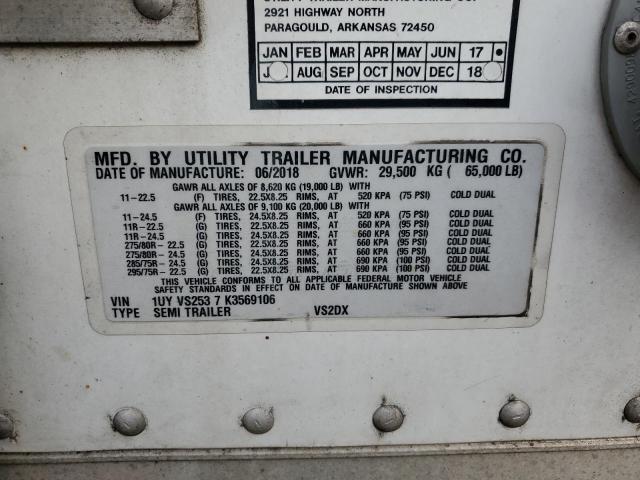 UTILITY TRAILER MANUFACTURING CO.
2921 HIGHWAY NORTH
PARAGOULD, ARKANSAS 72450
JAN FEB MAR APR MAY JUN 17
AUG SEP OCT NOV DEC 18
DATE OF INSPECTION
MFD. BY UTILITY TRAILER MANUFACTURING CO.
DATE OF MANUFACTURE: 06/2018 GVWR: 29,500 KG ( 65,000 LB)
GAWR ALL AXLES OF 8,620 KG (19,000 LB) WITH
11-22.5 (F) TIRES, 22.5X8.25 RIMS, AT 520 KPA (75 PSI) COLD DUAL
GAWR ALL AXLES OF 9,100 KG (20,000 LB) WITH
11-24.5 (F) TIRES, 24.5X8.25 RIMS, AT 520 KPA (75 PSI) COLD DUAL
11R-22.5 (G) TIRES, 22.5X8.25 RIMS, AT 660 KPA (95 PSI) COLD DUAL
11R-24.5 (G) TIRES, 24.5X8.25 RIMS, AT 660 KPA (95 PSI) COLD DUAL
275/80R-22.5 (G) TIRES, 22.5X8.25 RIMS, AT 660 KPA (95 PSI) COLD DUAL
275/80R-24.5 (G) TIRES, 24.5X8.25 RIMS, AT 660 KPA (95 PSI) COLD DUAL
285/75R-24.5 (G) TIRES, 24.5X8.25 RIMS, AT 690 KPA (100 PSI) COLD DUAL
295/75R-22.5 (G) TIRES, 22.5X8.25 RIMS, AT 690 KPA (100 PSI) COLD DUAL
THIS VEHICLE CONFORMS TO ALL APPLICABLE FEDERAL MOTOR VEHICLE
SAFETY STANDARDS IN EFFECT ON DATE OF MANUFACTURE SHOWN ABOVE
VIN 1UY VS253 7 K3569106
TYPE SEMI TRAILER VS2DX